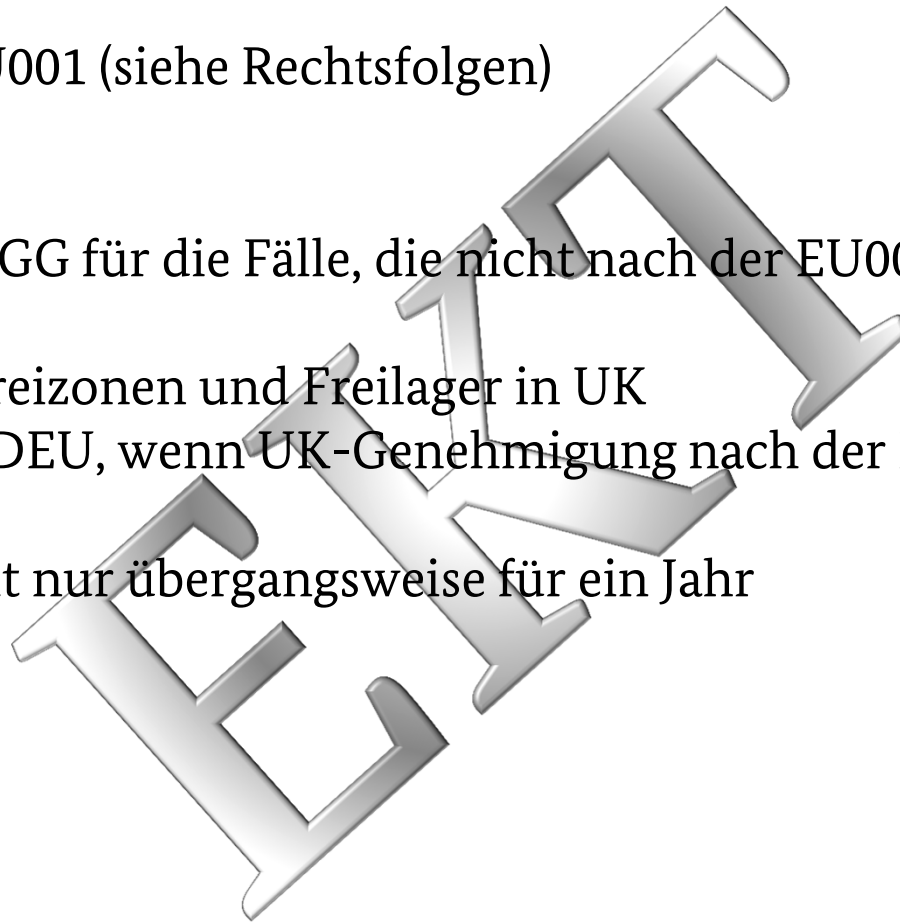 U001 (siehe Rechtsfolgen)
GG für die Fälle, die nicht nach der EU00
reizonen und Freilager in UK
DEU, wenn UK-Genehmigung nach der
t nur übergangsweise für ein Jahr
EKT